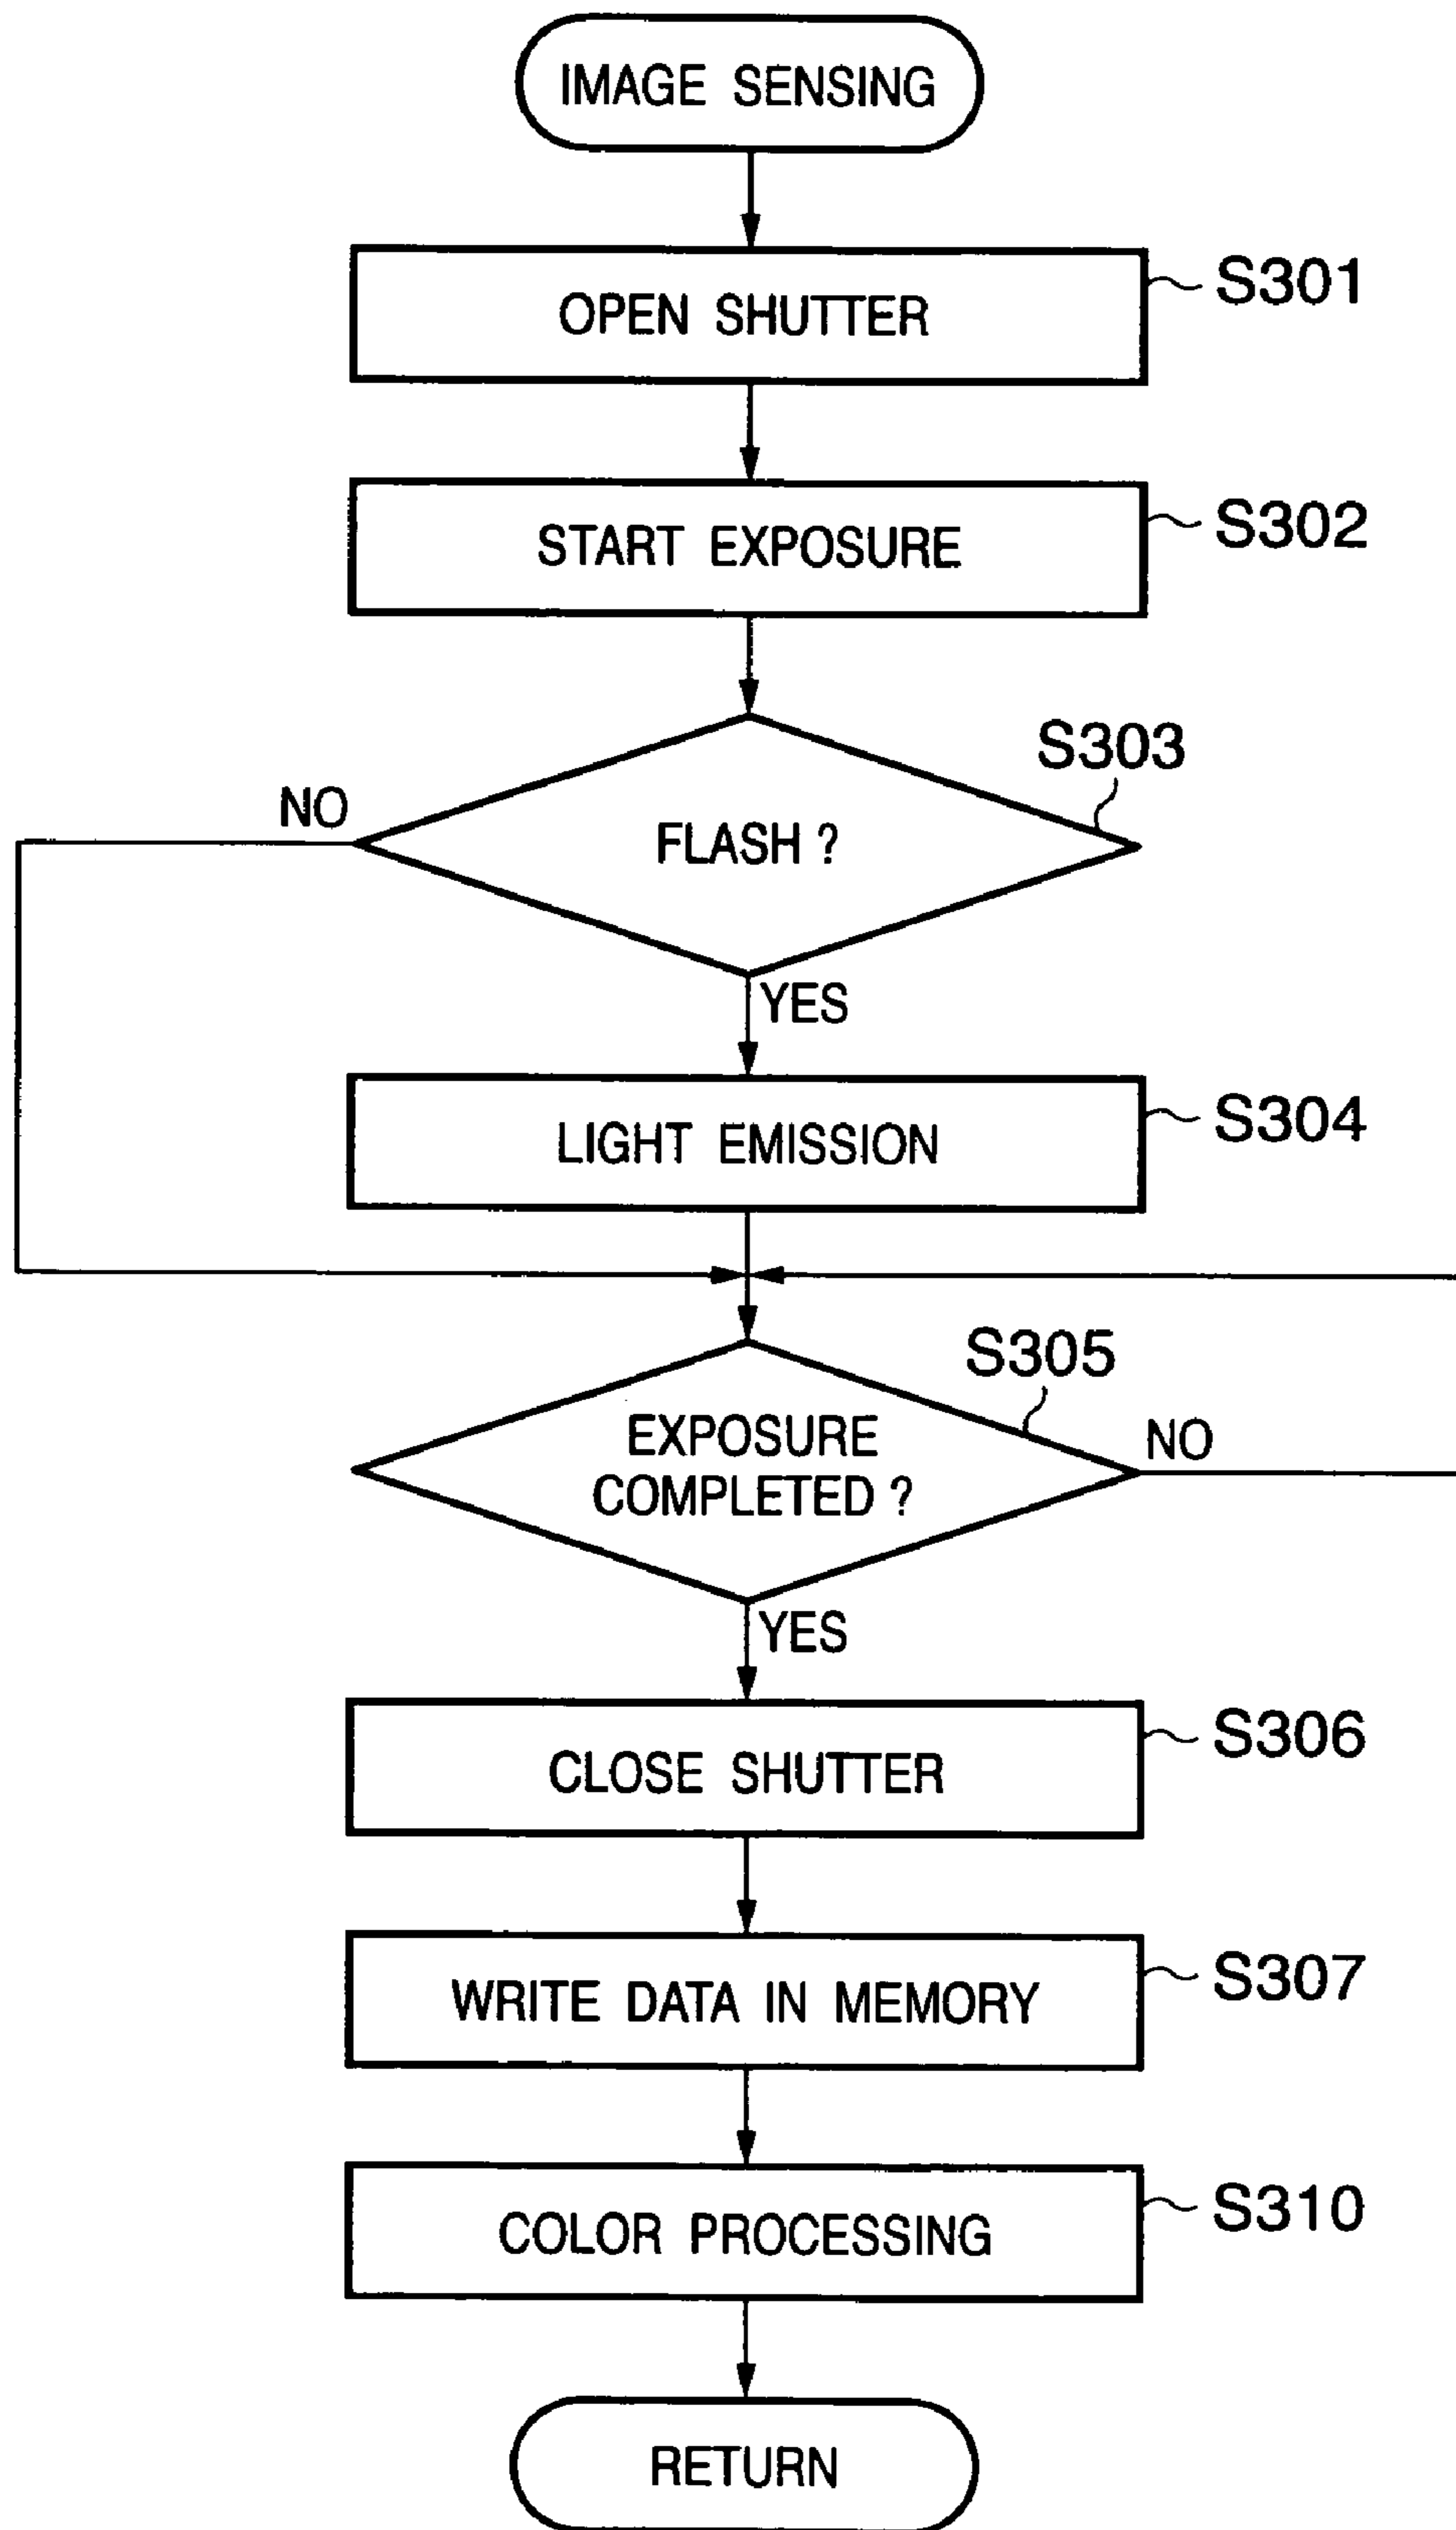 IMAGE SENSING
OPEN SHUTTER
S301
START EXPOSURE
S302
S303
NO
FLASH ?
YES
LIGHT EMISSION
S304
S305
EXPOSURE
NO
COMPLETED ?
YES
CLOSE SHUTTER
S306
WRITE DATA IN MEMORY
S307
COLOR PROCESSING
S310
RETURN